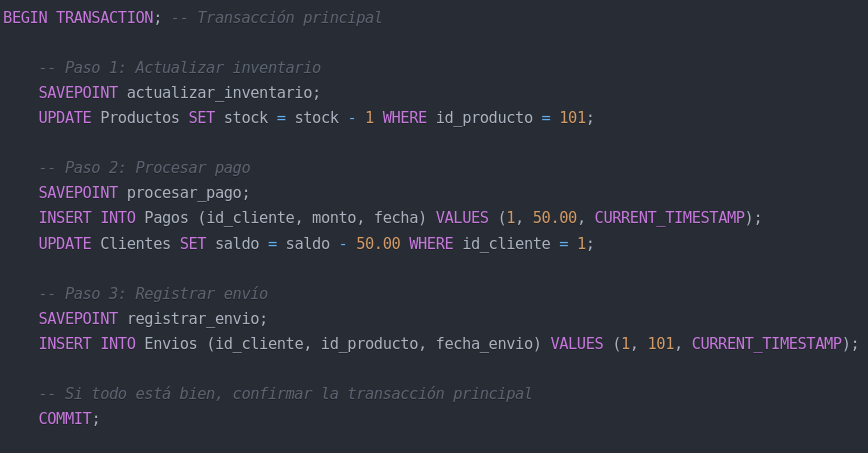 BEGIN TRANSACTION; -- Transacción principal
-- Paso 1: Actualizar inventario
SAVEPOINT actualizar_inventario;
UPDATE Productos SET stock = stock - 1 WHERE id_producto = 101;
-- Paso 2: Procesar pago
SAVEPOINT procesar_pago;
INSERT INTO Pagos (id_cliente, monto, fecha) VALUES (1, 50.00, CURRENT_TIMESTAMP);
UPDATE Clientes SET saldo = saldo - 50.00 WHERE id_cliente = 1;
-- Paso 3: Registrar envío
SAVEPOINT registrar_envio;
INSERT INTO Envios (id_cliente, id_producto, fecha_envio) VALUES (1, 101, CURRENT_TIMESTAMP);
-- Si todo está bien, confirmar la transacción principal
COMMIT;